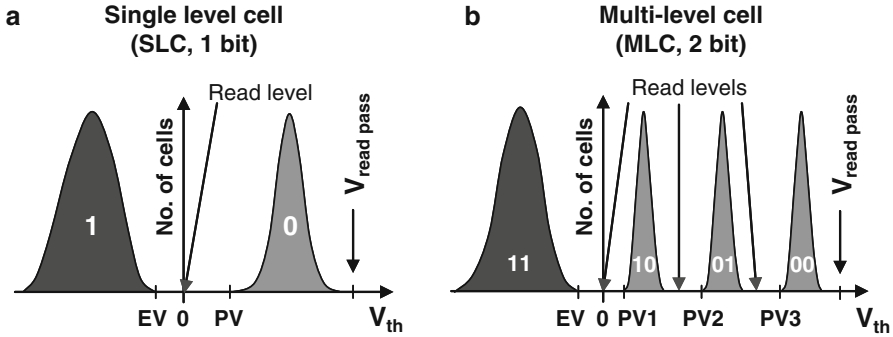 a
Single level cell
(SLC, 1 bit)
Read level
No. of cells
V read pass
1
0
EV 0 PV
Vth
b
Multi-level cell
(MLC, 2 bit)
Read levels
No. of cells
V read pass
11
10
01
00
EV 0 PV1 PV2 PV3
Vth